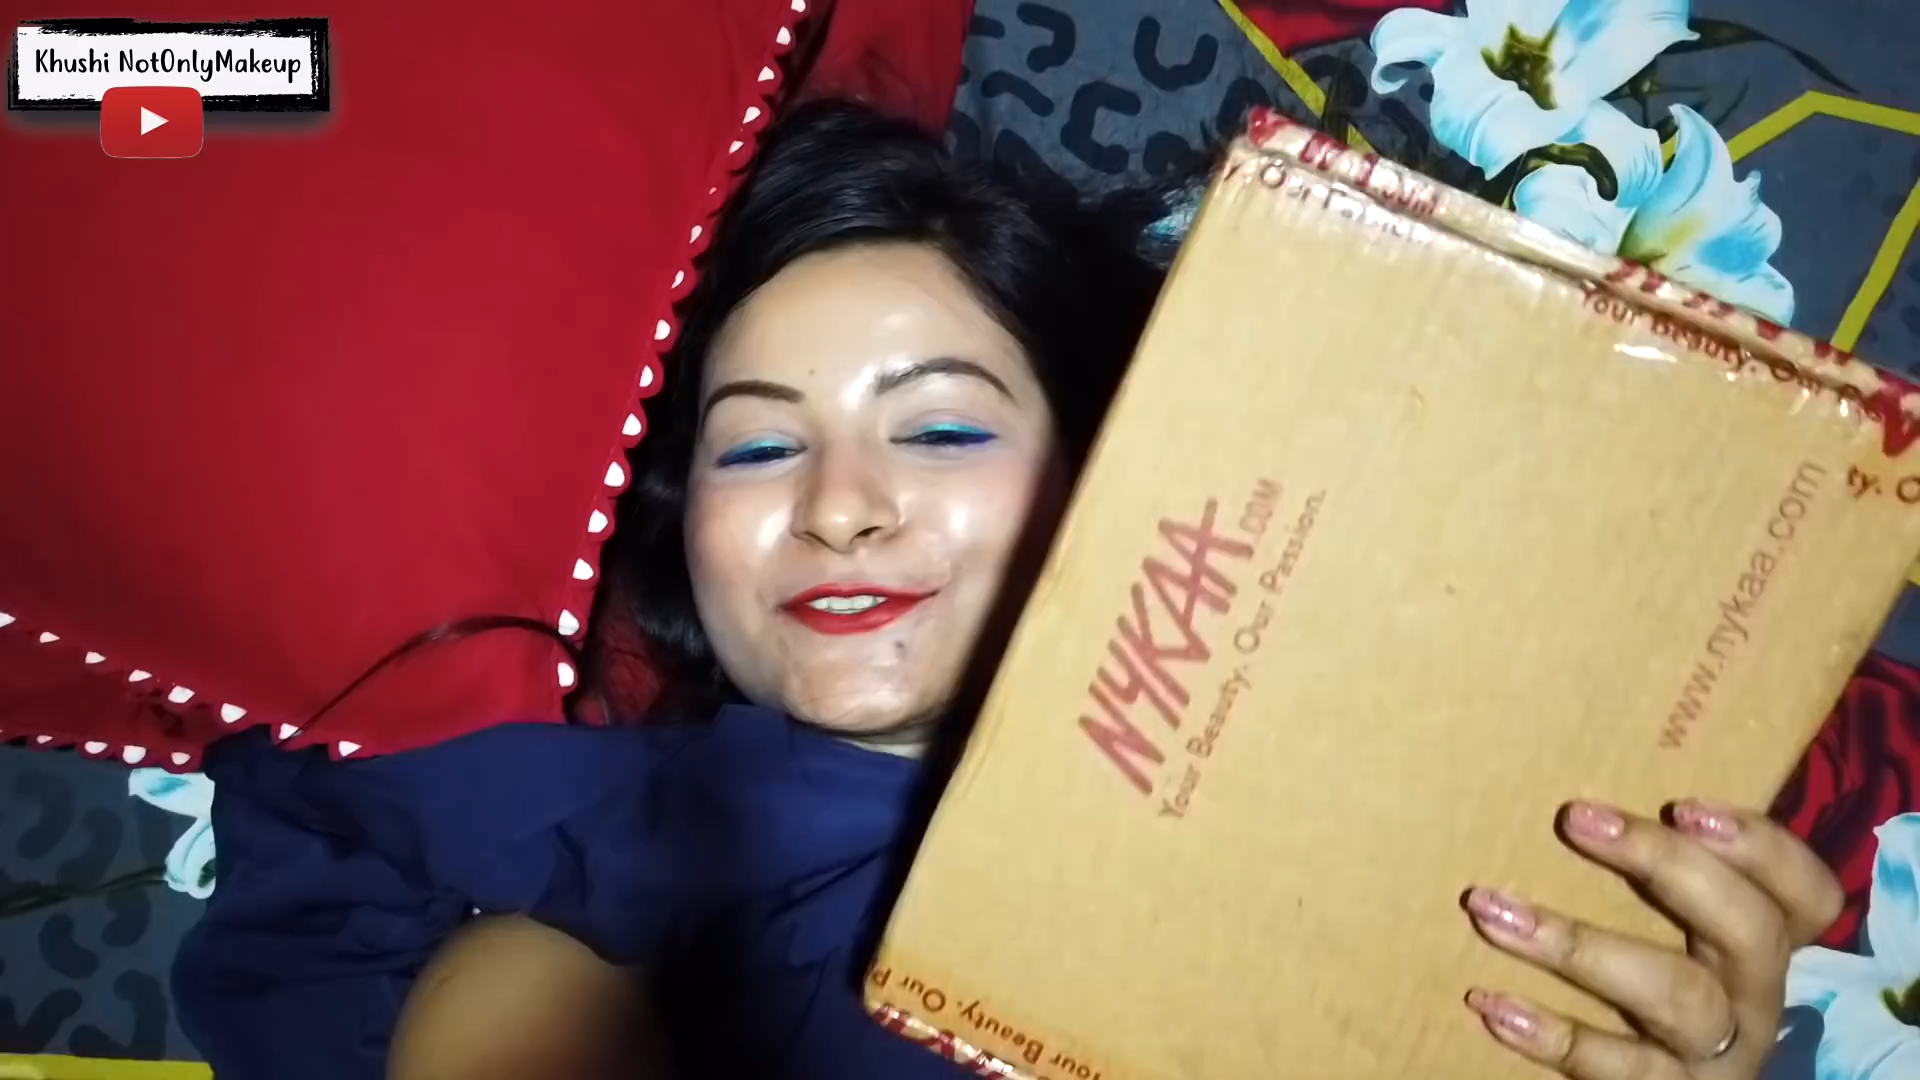 Khushi NotOnlyMakeup
Your Beauty. Our
NYKAA.COM
Your Beauty. Our Passion.
www.nykaa.com
Your Beauty. Our P